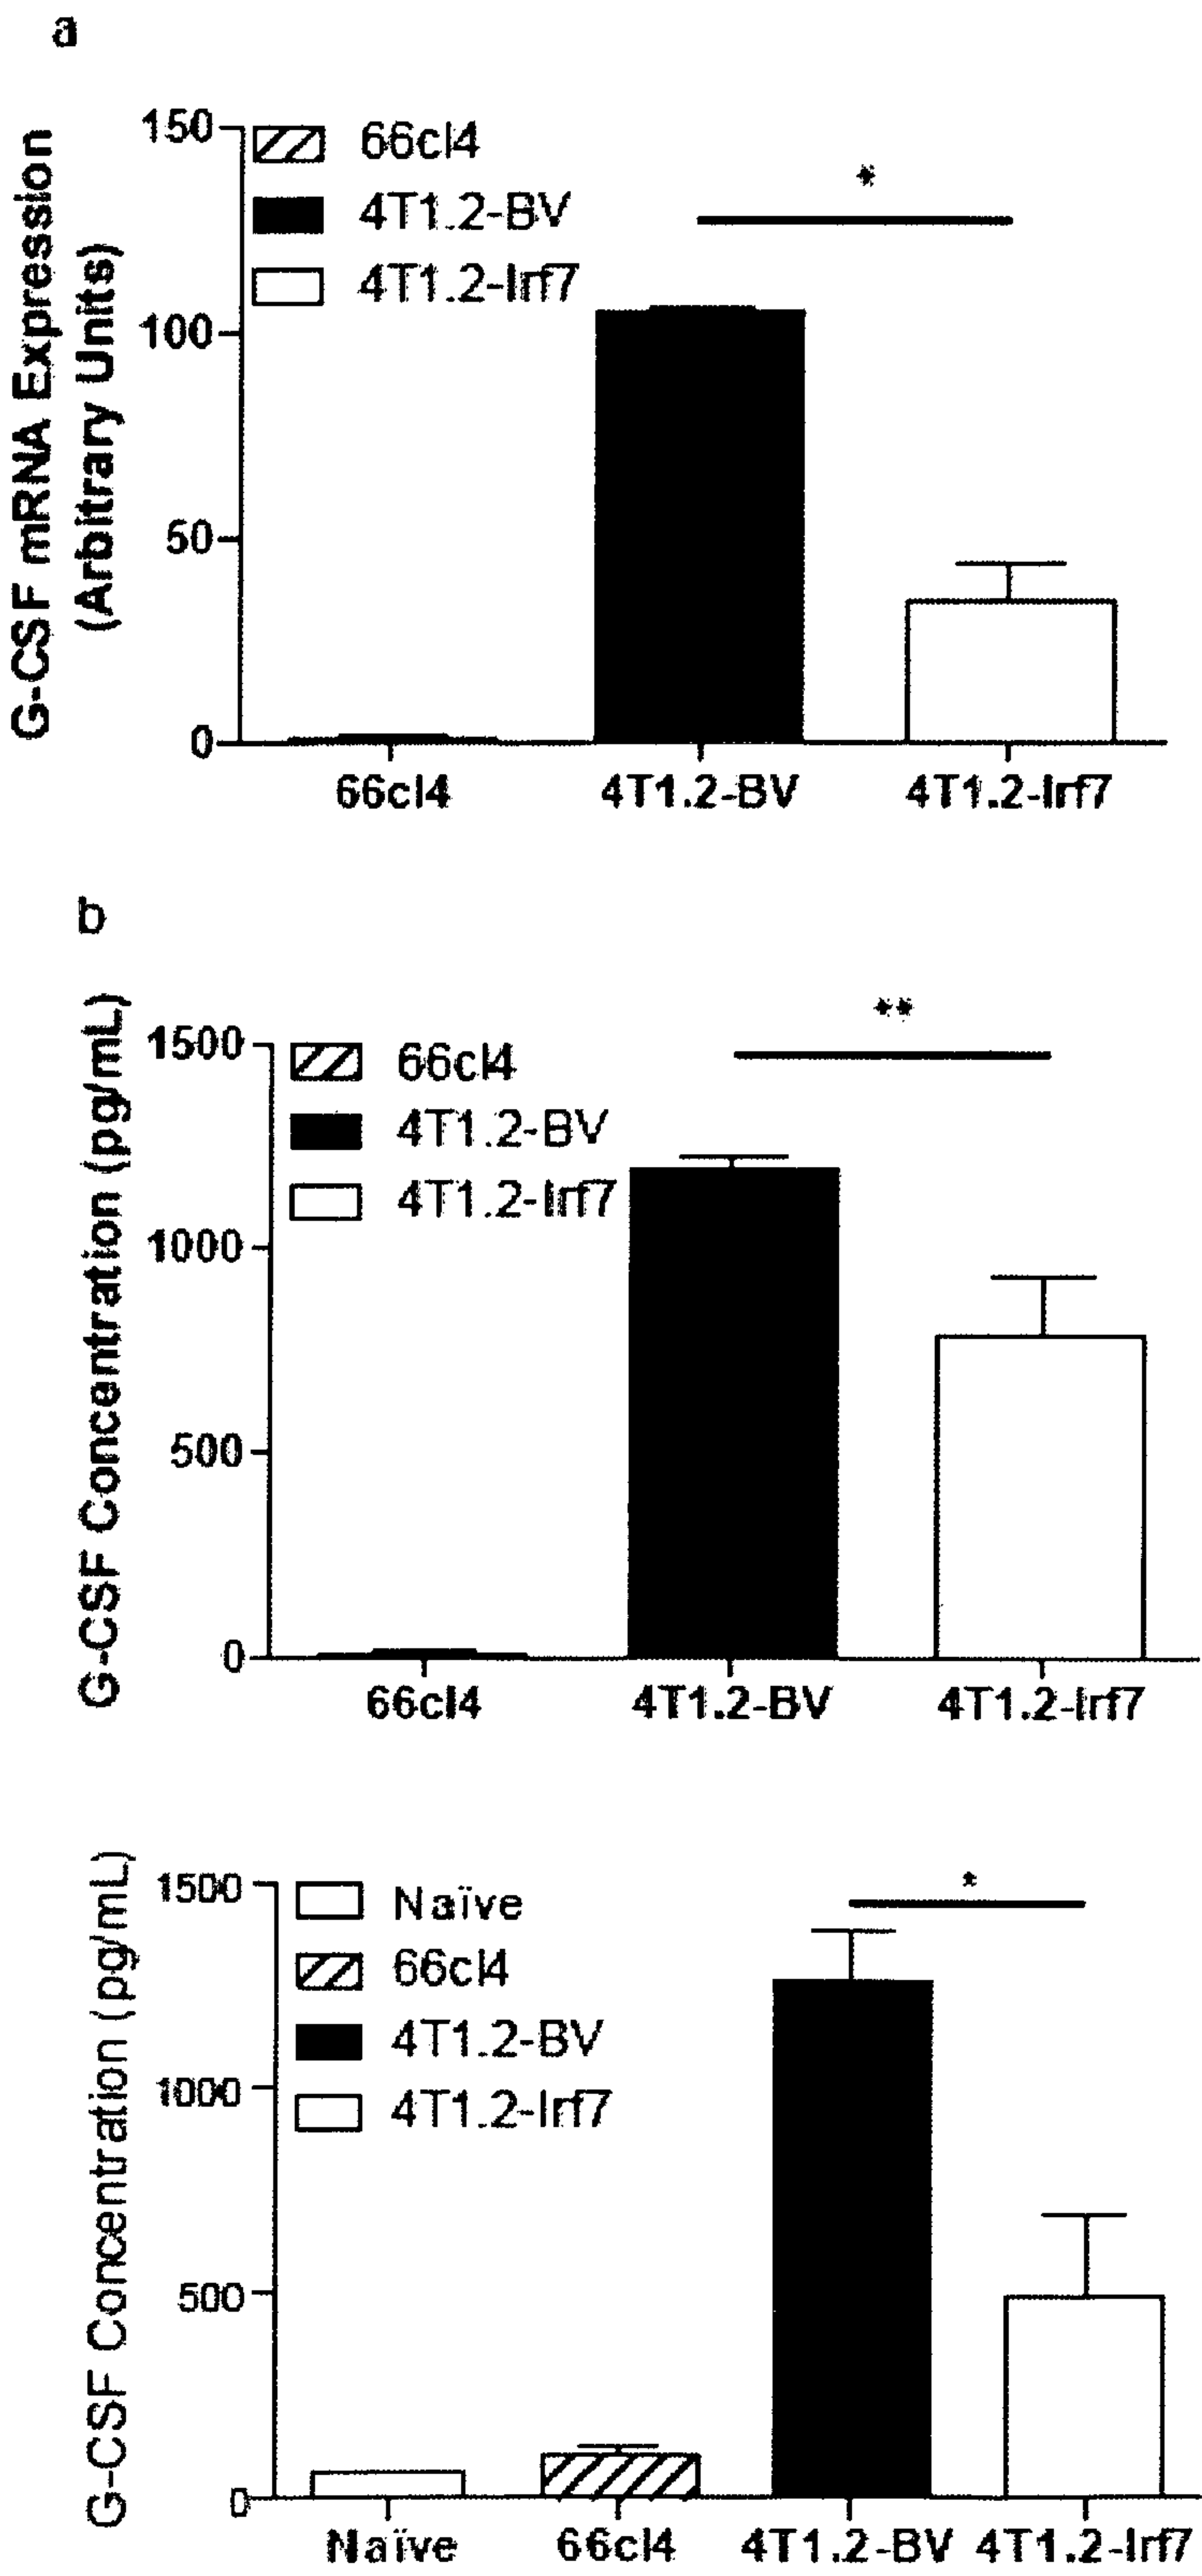 a
G-CSF mRNA Expression
(Arbitrary Units)
150
100
50
0
66cl4
4T1.2-BV
4T1.2-Irf7
*
66cl4
4T1.2-BV
4T1.2-Irf7
b
G-CSF Concentration (pg/mL)
1500
1000
500
0
66cl4
4T1.2-BV
4T1.2-Irf7
**
66cl4
4T1.2-BV
4T1.2-Irf7
G-CSF Concentration (pg/mL)
1500
1000
500
0
Naïve
66cl4
4T1.2-BV
4T1.2-Irf7
*
Naïve
66cl4
4T1.2-BV
4T1.2-Irf7